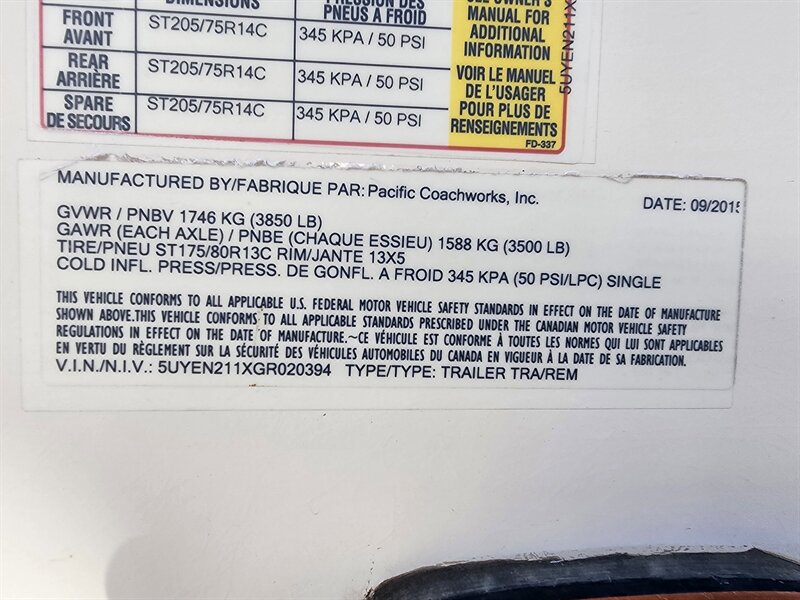 DIMENSIONS
PRESSION DES
PNEUS A FROID
SEE OWNER'S
MANUAL FOR
ADDITIONAL
INFORMATION
FRONT
AVANT
ST205/75R14C
345 KPA / 50 PSI
REAR
ARRIÈRE
ST205/75R14C
345 KPA / 50 PSI
SPARE
DE SECOURS
ST205/75R14C
345 KPA / 50 PSI
VOIR LE MANUEL
DE L'USAGER
POUR PLUS DE
RENSEIGNEMENTS
FD-337
5UYEN211X
MANUFACTURED BY/FABRIQUE PAR: Pacific Coachworks, Inc.
DATE: 09/2015
GVWR / PNBV 1746 KG (3850 LB)
GAWR (EACH AXLE) / PNBE (CHAQUE ESSIEU) 1588 KG (3500 LB)
TIRE/PNEU ST175/80R13C RIM/JANTE 13X5
COLD INFL. PRESS/PRESS. DE GONFL. A FROID 345 KPA (50 PSI/LPC) SINGLE
THIS VEHICLE CONFORMS TO ALL APPLICABLE U.S. FEDERAL MOTOR VEHICLE SAFETY STANDARDS IN EFFECT ON THE DATE OF MANUFACTURE
SHOWN ABOVE.THIS VEHICLE CONFORMS TO ALL APPLICABLE STANDARDS PRESCRIBED UNDER THE CANADIAN MOTOR VEHICLE SAFETY
REGULATIONS IN EFFECT ON THE DATE OF MANUFACTURE.~CE VÉHICULE EST CONFORME À TOUTES LES NORMES QUI LUI SONT APPLICABLES
EN VERTU DU RÈGLEMENT SUR LA SÉCURITÉ DES VÉHICULES AUTOMOBILES DU CANADA EN VIGUEUR À LA DATE DE SA FABRICATION.
V.I.N./N.I.V.: 5UYEN211XGR020394 TYPE/TYPE: TRAILER TRA/REM